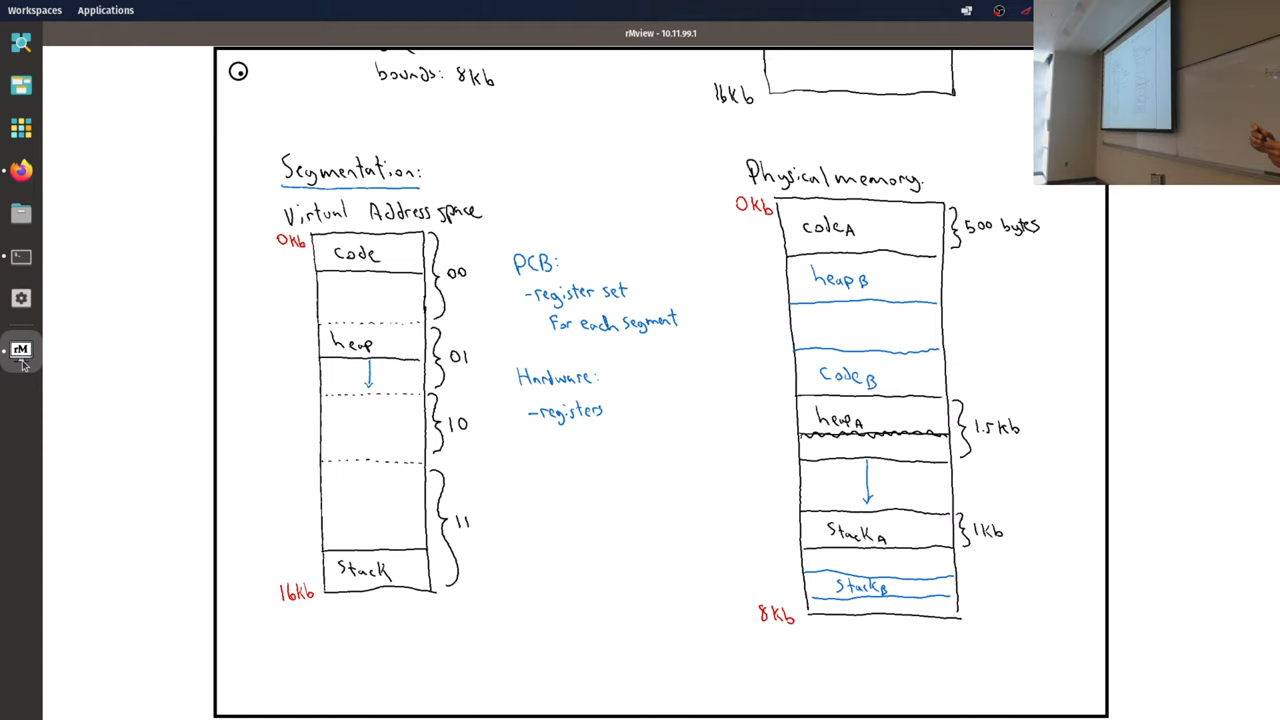 Workspaces Applications
rMview - 10.11.99.1
bounds: 8Kb
16Kb
Segmentation:
Virtual Address space
0Kb
code
00
heap
01
10
11
stack
16Kb
PCB:
-register set
for each segment
Hardware:
-registers
Physical memory.
0Kb
codeA
500 bytes
heapB
codeB
heapA
1.5Kb
stackA
1Kb
stackB
8Kb
rM